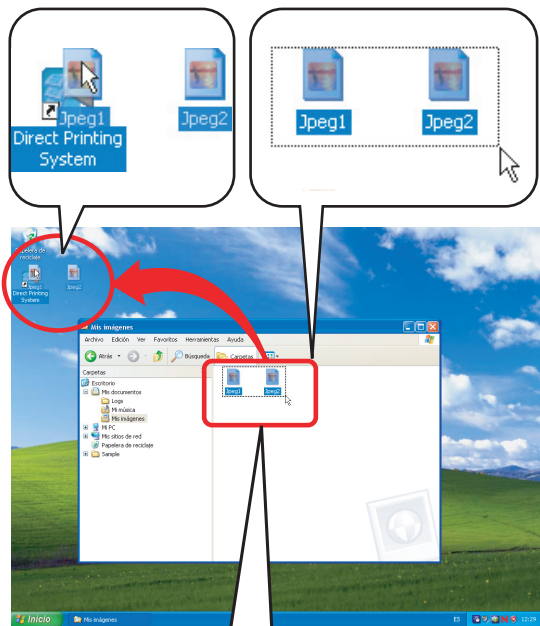 Jpeg1
Direct Printing
System
Jpeg2
Jpeg1
Jpeg2
Papelera de
reciclaje
Jpeg1
Direct Printing
System
Jpeg2
Mis imágenes
Archivo Edición Ver Favoritos Herramientas Ayuda
Atrás Búsqueda Carpetas
Carpetas
Escritorio
Mis documentos
Logs
Mi música
Mis imágenes
Mi PC
Mis sitios de red
Papelera de reciclaje
Sample
Jpeg1
Jpeg2
Inicio
Mis imágenes
ES
12:29